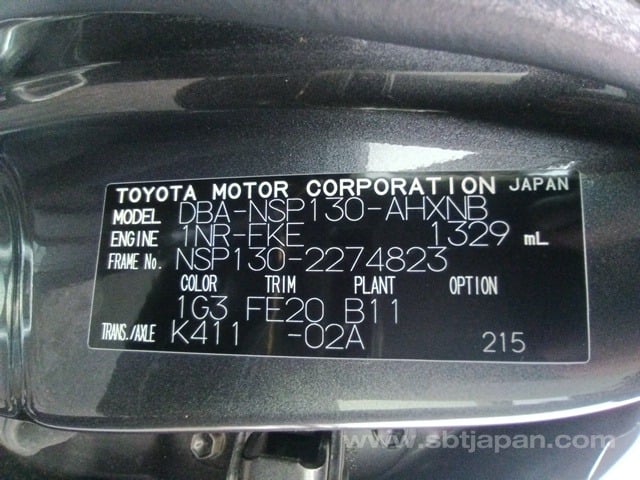 TOYOTA MOTOR CORPORATION JAPAN
MODEL DBA-NSP130-AHXNB
ENGINE 1NR-FKE 1329 mL
FRAME No. NSP130-2274823
COLOR TRIM PLANT OPTION
1G3 FE20 B11
TRANS./AXLE K411 -02A 215
www.sbtjapan.com